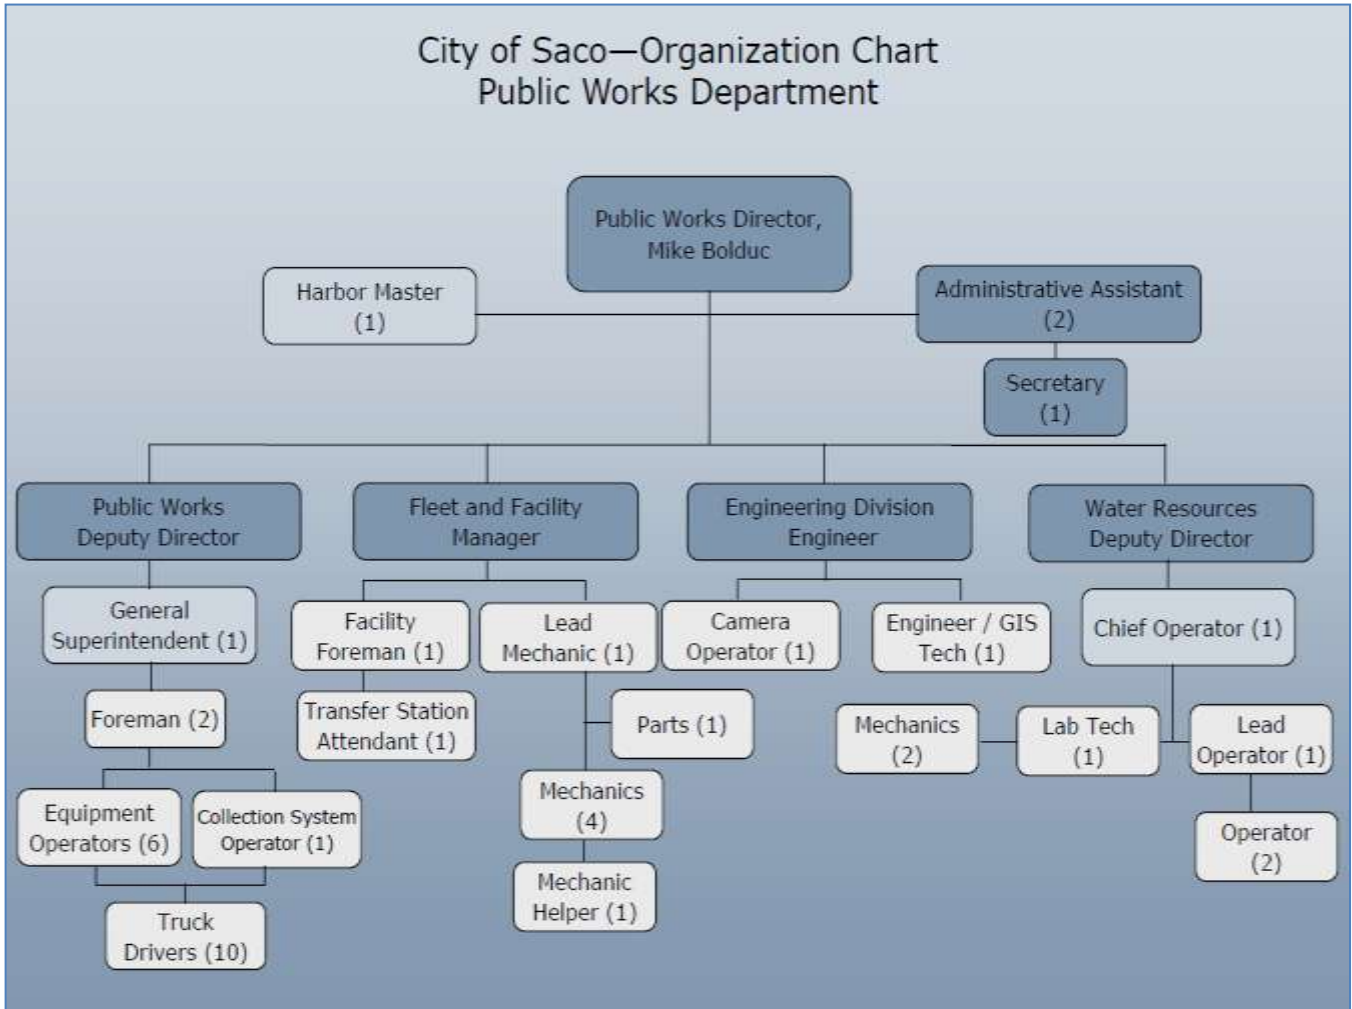 City of Saco—Organization Chart
Public Works Department
Public Works Director,
Mike Bolduc
Harbor Master
(1)
Administrative Assistant
(2)
Secretary
(1)
Public Works
Deputy Director
Fleet and Facility
Manager
Engineering Division
Engineer
Water Resources
Deputy Director
General
Superintendent (1)
Foreman (2)
Equipment
Operators (6)
Collection System
Operator (1)
Truck
Drivers (10)
Facility
Foreman (1)
Transfer Station
Attendant (1)
Lead
Mechanic (1)
Parts (1)
Mechanics
(4)
Mechanic
Helper (1)
Camera
Operator (1)
Engineer / GIS
Tech (1)
Chief Operator (1)
Mechanics
(2)
Lab Tech
(1)
Lead
Operator (1)
Operator
(2)